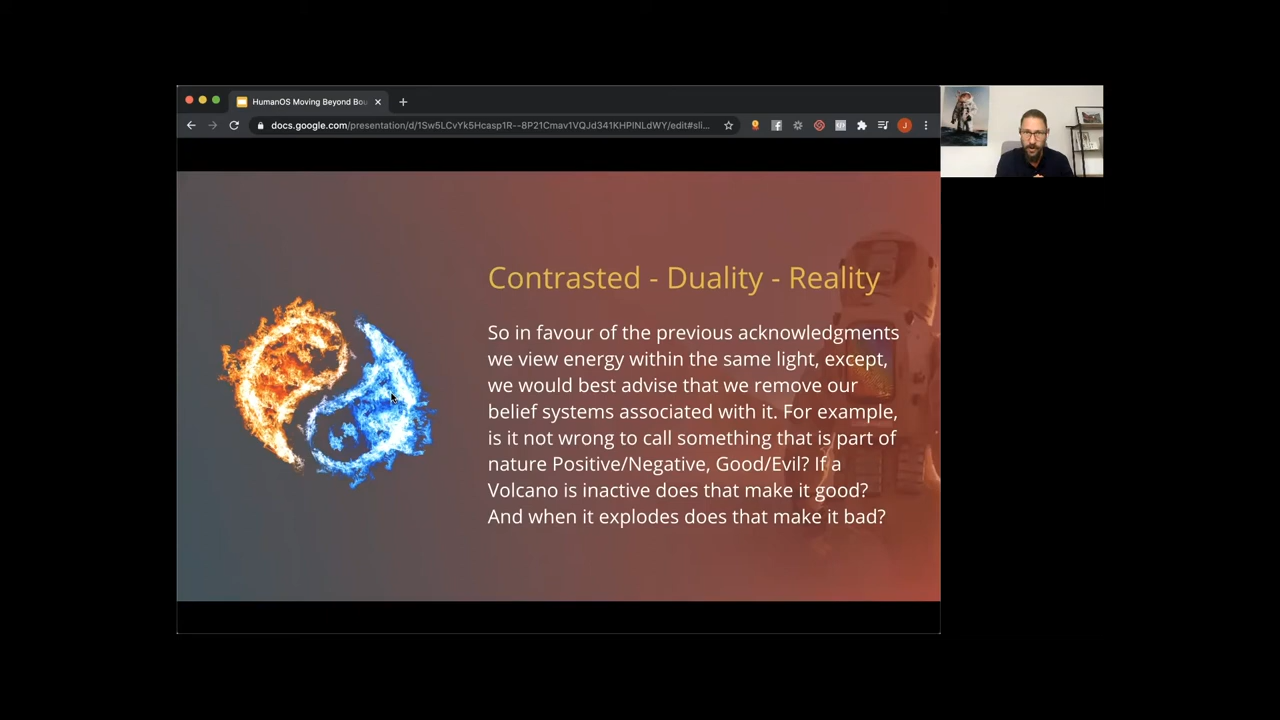 HumanOS Moving Beyond Bou
docs.google.com/presentation/d/1Sw5LCvYk5Hcasp1R--8P21Cmav1VQJd341KHPINLdWY/edit#sli...
J
Contrasted - Duality - Reality
So in favour of the previous acknowledgments
we view energy within the same light, except,
we would best advise that we remove our
belief systems associated with it. For example,
is it not wrong to call something that is part of
nature Positive/Negative, Good/Evil? If a
Volcano is inactive does that make it good?
And when it explodes does that make it bad?